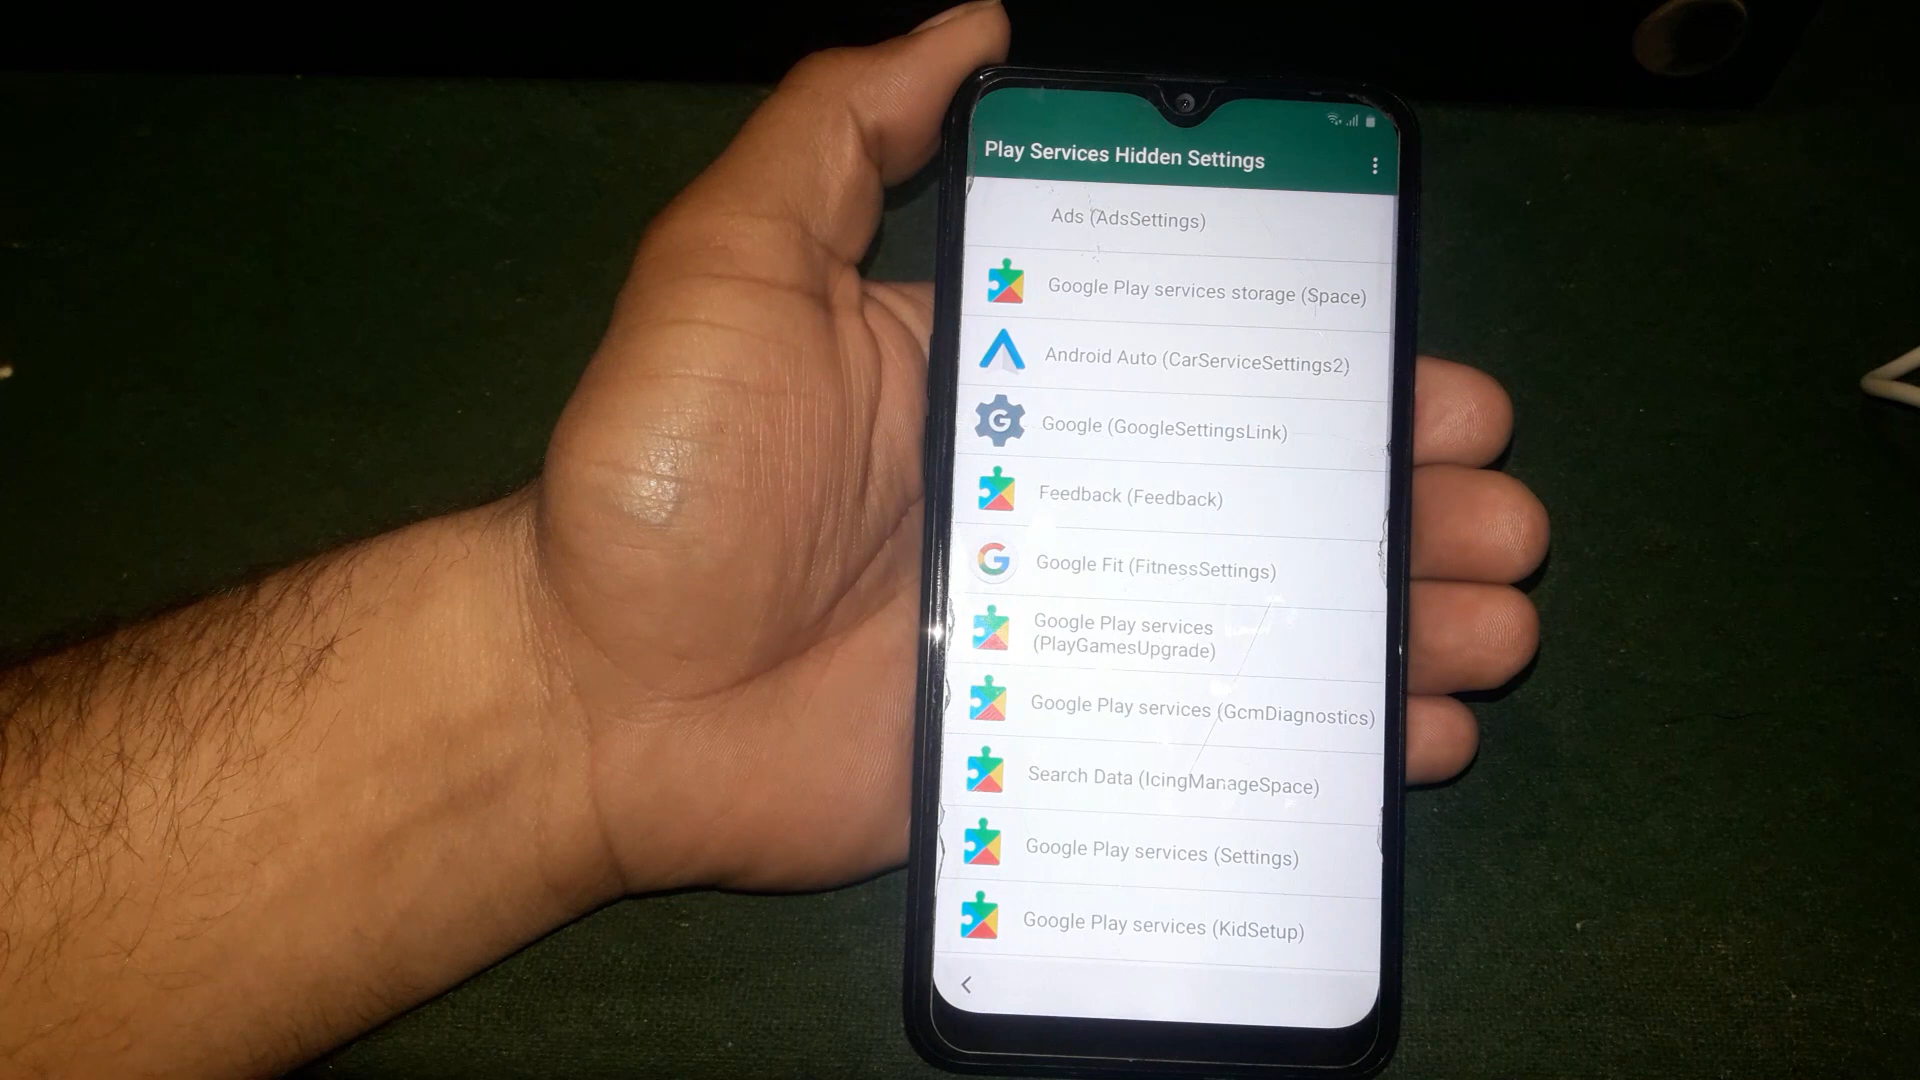 Play Services Hidden Settings
Ads (AdsSettings)
Google Play services storage (Space)
Android Auto (CarServiceSettings2)
Google (GoogleSettingsLink)
Feedback (Feedback)
Google Fit (FitnessSettings)
Google Play services
(PlayGamesUpgrade)
Google Play services (GcmDiagnostics)
Search Data (IcingManageSpace)
Google Play services (Settings)
Google Play services (KidSetup)